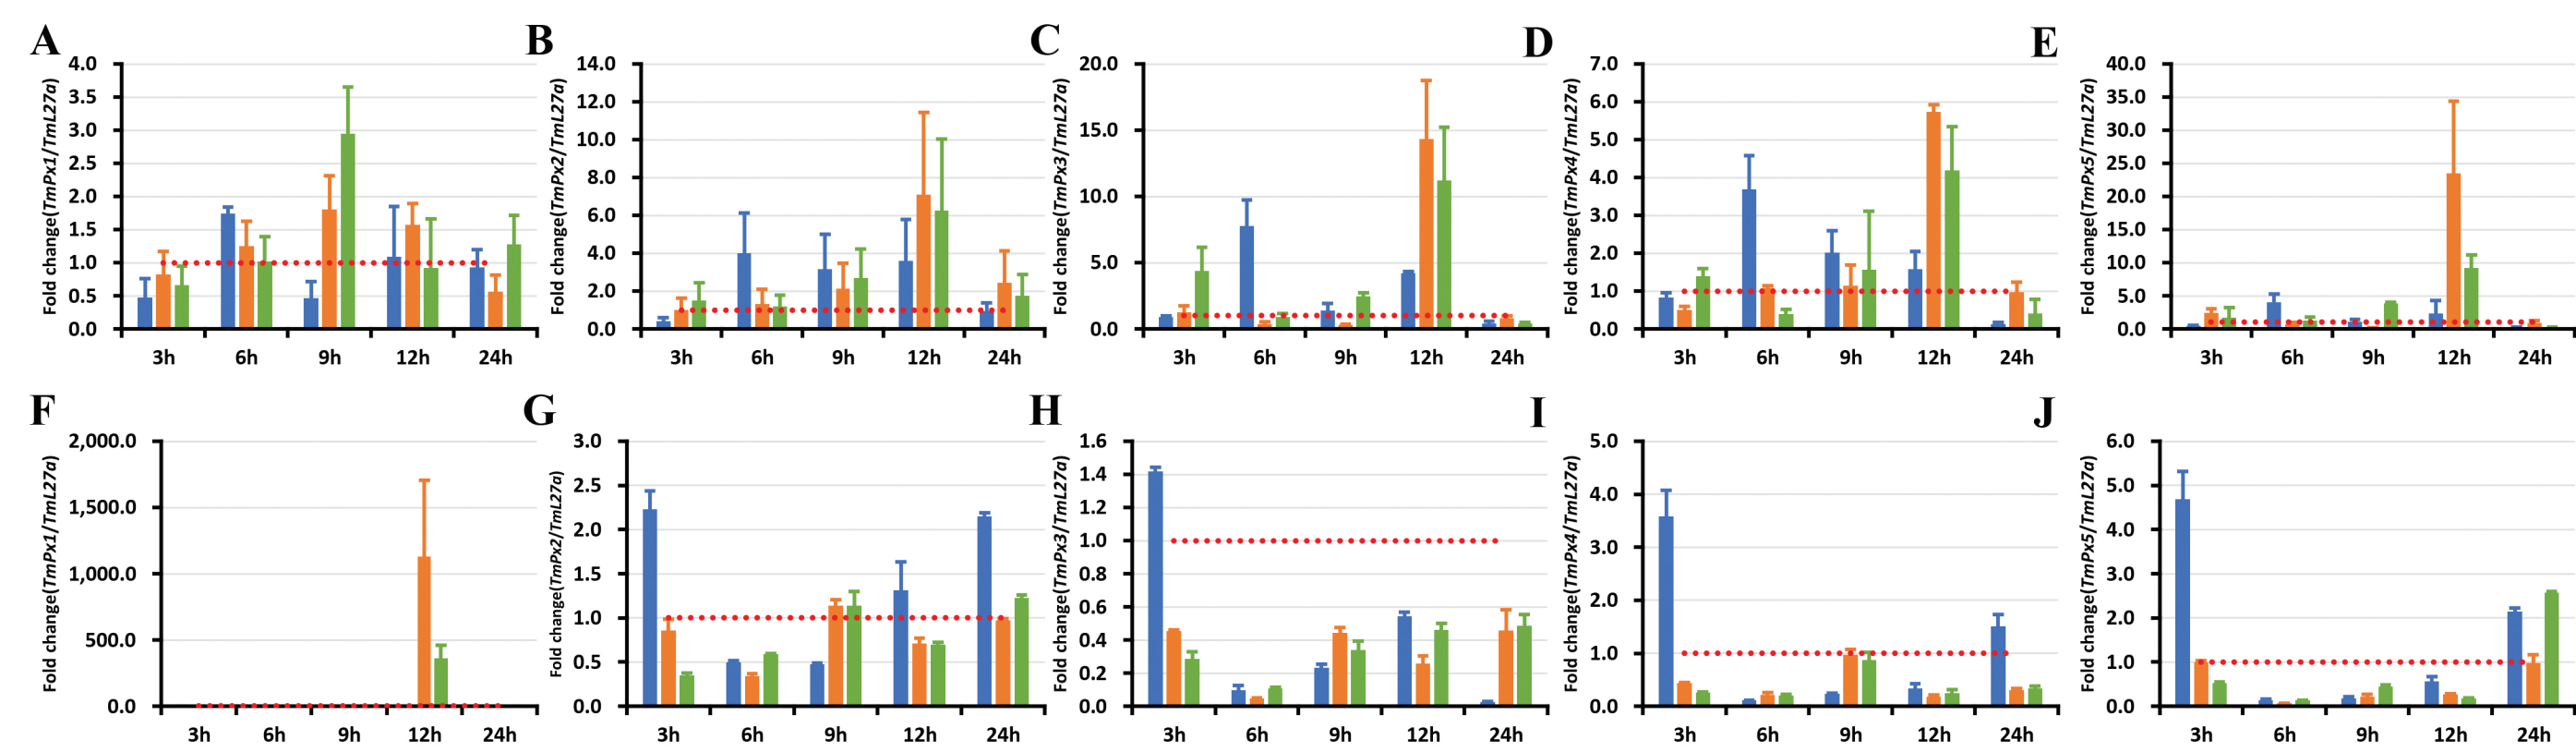 A
Fold change(TmPx1/TmL27a)
4.0
3.5
3.0
2.5
2.0
1.5
1.0
0.5
0.0
3h 6h 9h 12h 24h
B
Fold change(TmPx2/TmL27a)
14.0
12.0
10.0
8.0
6.0
4.0
2.0
0.0
3h 6h 9h 12h 24h
C
Fold change(TmPx3/TmL27a)
20.0
15.0
10.0
5.0
0.0
3h 6h 9h 12h 24h
D
Fold change(TmPx4/TmL27a)
7.0
6.0
5.0
4.0
3.0
2.0
1.0
0.0
3h 6h 9h 12h 24h
E
Fold change(TmPx5/TmL27a)
40.0
35.0
30.0
25.0
20.0
15.0
10.0
5.0
0.0
3h 6h 9h 12h 24h
F
Fold change(TmPx1/TmL27a)
2,000.0
1,500.0
1,000.0
500.0
0.0
3h 6h 9h 12h 24h
G
Fold change(TmPx2/TmL27a)
3.0
2.5
2.0
1.5
1.0
0.5
0.0
3h 6h 9h 12h 24h
H
Fold change(TmPx3/TmL27a)
1.6
1.4
1.2
1.0
0.8
0.6
0.4
0.2
0.0
3h 6h 9h 12h 24h
I
Fold change(TmPx4/TmL27a)
5.0
4.0
3.0
2.0
1.0
0.0
3h 6h 9h 12h 24h
J
Fold change(TmPx5/TmL27a)
6.0
5.0
4.0
3.0
2.0
1.0
0.0
3h 6h 9h 12h 24h